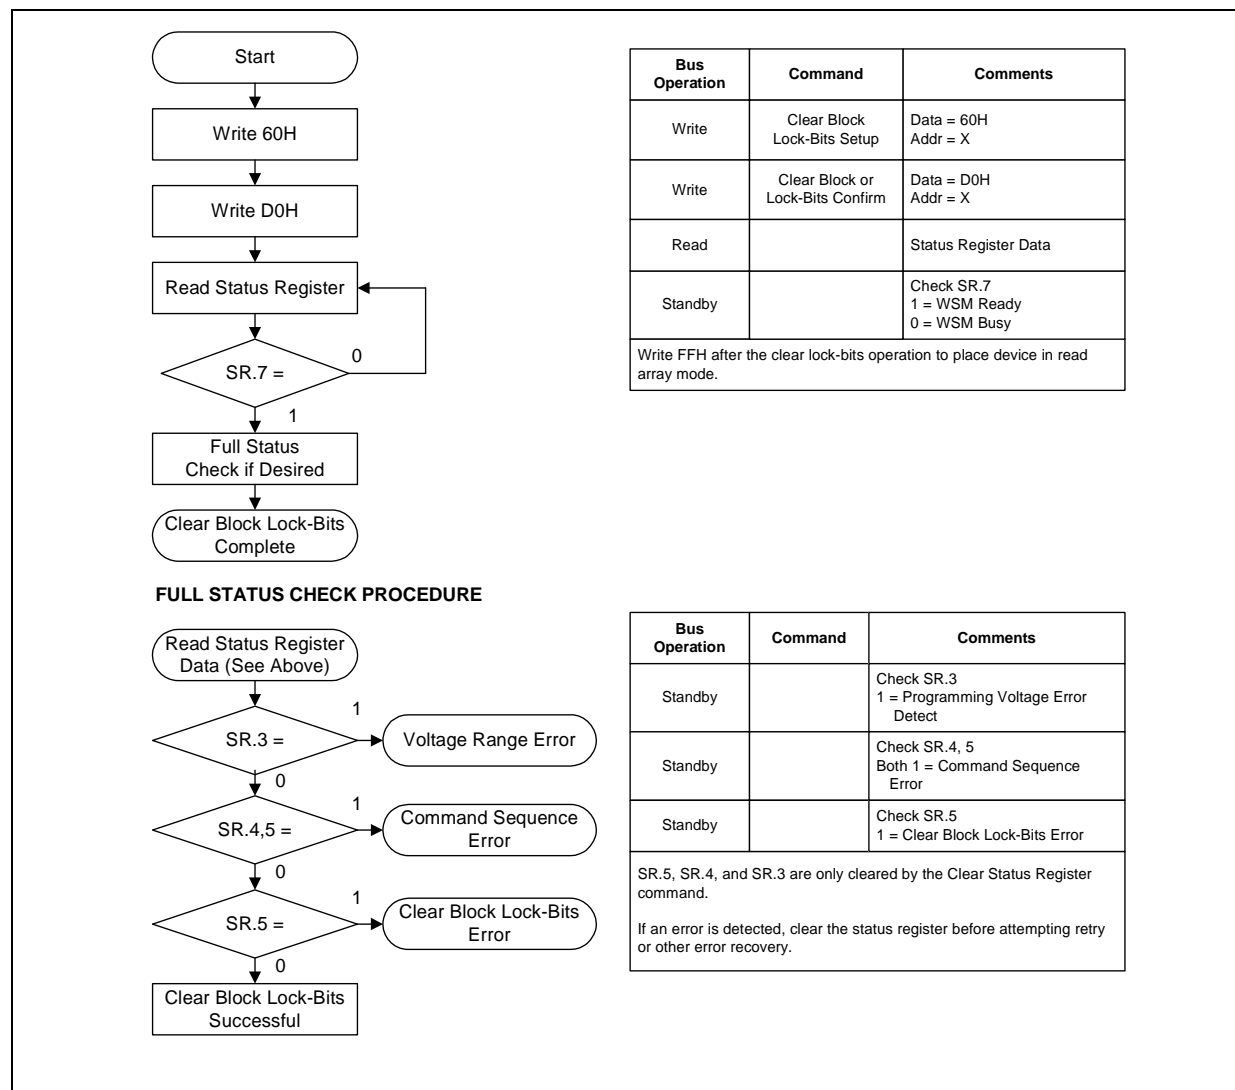 Start
Write 60H
Write D0H
Read Status Register
SR.7 =
0
1
Full Status
Check if Desired
Clear Block Lock-Bits
Complete
Bus
Operation
Command
Comments
Write
Clear Block
Lock-Bits Setup
Data = 60H
Addr = X
Write
Clear Block or
Lock-Bits Confirm
Data = D0H
Addr = X
Read
Status Register Data
Standby
Check SR.7
1 = WSM Ready
0 = WSM Busy
Write FFH after the clear lock-bits operation to place device in read
array mode.
FULL STATUS CHECK PROCEDURE
Read Status Register
Data (See Above)
SR.3 =
1
Voltage Range Error
0
SR.4,5 =
1
Command Sequence
Error
0
SR.5 =
1
Clear Block Lock-Bits
Error
0
Clear Block Lock-Bits
Successful
Bus
Operation
Command
Comments
Standby
Check SR.3
1 = Programming Voltage Error
Detect
Standby
Check SR.4, 5
Both 1 = Command Sequence
Error
Standby
Check SR.5
1 = Clear Block Lock-Bits Error
SR.5, SR.4, and SR.3 are only cleared by the Clear Status Register
command.
If an error is detected, clear the status register before attempting retry
or other error recovery.